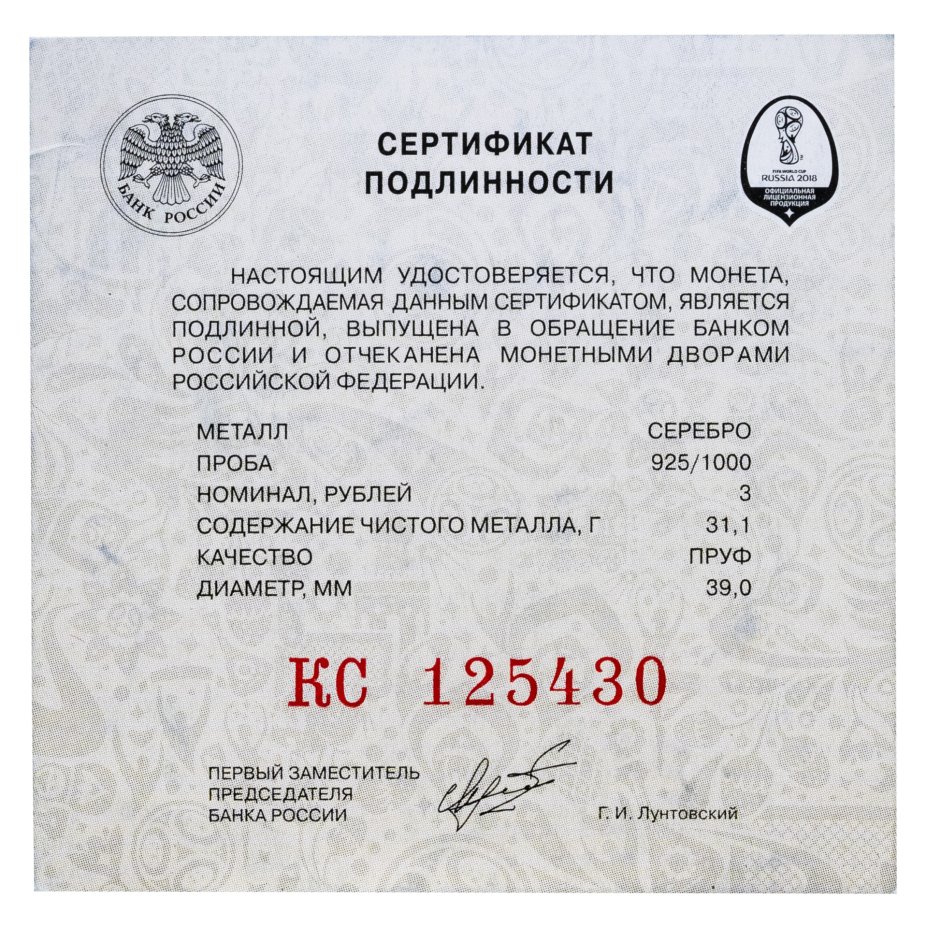 БАНК РОССИИ
СЕРТИФИКАТ
ПОДЛИННОСТИ
FIFA WORLD CUP
RUSSIA 2018
ОФИЦИАЛЬНАЯ
ЛИЦЕНЗИОННАЯ
ПРОДУКЦИЯ
НАСТОЯЩИМ УДОСТОВЕРЯЕТСЯ, ЧТО МОНЕТА,
СОПРОВОЖДАЕМАЯ ДАННЫМ СЕРТИФИКАТОМ, ЯВЛЯЕТСЯ
ПОДЛИННОЙ, ВЫПУЩЕНА В ОБРАЩЕНИЕ БАНКОМ
РОССИИ И ОТЧЕКАНЕНА МОНЕТНЫМИ ДВОРАМИ
РОССИЙСКОЙ ФЕДЕРАЦИИ.
МЕТАЛЛ СЕРЕБРО
ПРОБА 925/1000
НОМИНАЛ, РУБЛЕЙ 3
СОДЕРЖАНИЕ ЧИСТОГО МЕТАЛЛА, Г 31,1
КАЧЕСТВО ПРУФ
ДИАМЕТР, ММ 39,0
КС 125430
ПЕРВЫЙ ЗАМЕСТИТЕЛЬ
ПРЕДСЕДАТЕЛЯ
БАНКА РОССИИ
Г. И. Лунтовский